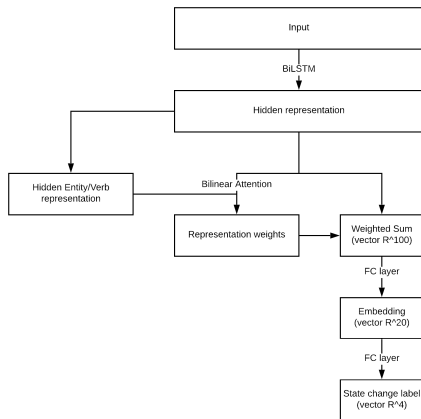 Input
BiLSTM
Hidden representation
Hidden Entity/Verb
representation
Bilinear Attention
Representation weights
Weighted Sum
(vector R^100)
FC layer
Embedding
(vector R^20)
FC layer
State change label
(vector R^4)